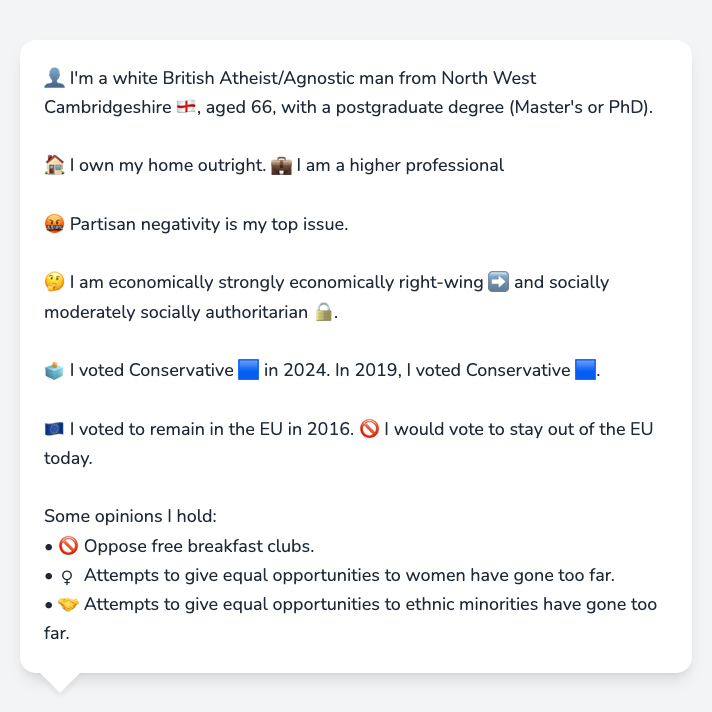 👤 I'm a white British Atheist/Agnostic man from North West
Cambridgeshire 🏴󠁧󠁢󠁥󠁮󠁧󠁿, aged 66, with a postgraduate degree (Master's or PhD).
🏠 I own my home outright. 💼 I am a higher professional
🤬 Partisan negativity is my top issue.
🤔 I am economically strongly economically right-wing ➡️ and socially
moderately socially authoritarian 🔒.
🗳️ I voted Conservative 🟦 in 2024. In 2019, I voted Conservative 🟦.
🇪🇺 I voted to remain in the EU in 2016. 🚫 I would vote to stay out of the EU
today.
Some opinions I hold:
• 🚫 Oppose free breakfast clubs.
• ♀ Attempts to give equal opportunities to women have gone too far.
• 🤝 Attempts to give equal opportunities to ethnic minorities have gone too
far.